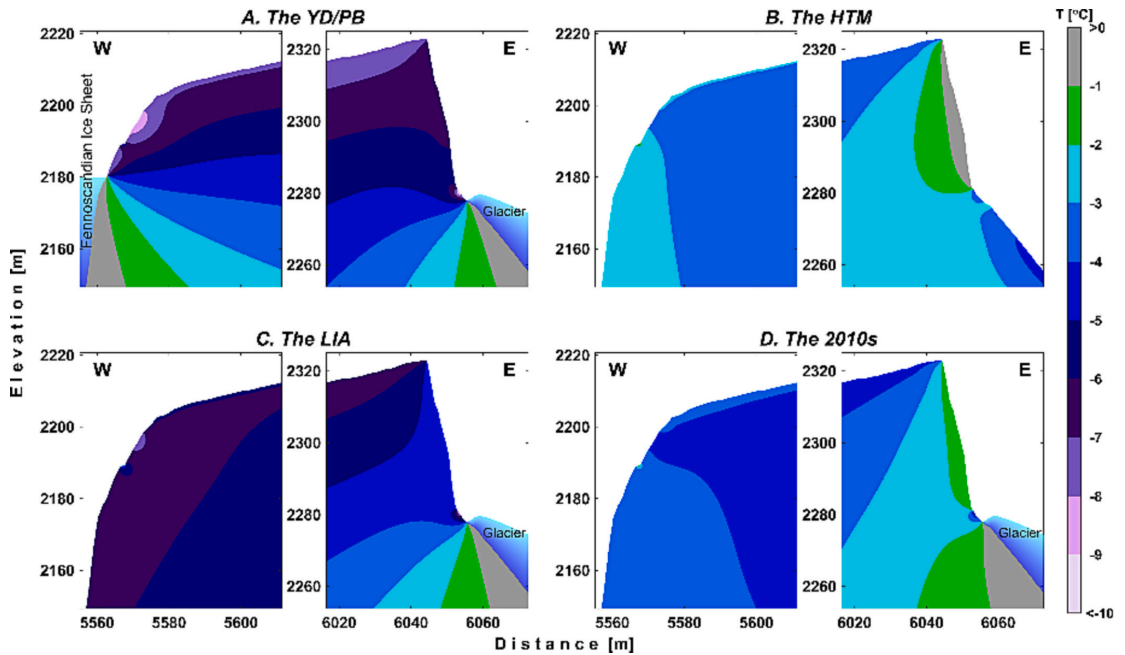 A. The YD/PB
B. The HTM
T [°C]
2220
2200
2180
2160
W
Fennoscandian Ice Sheet
2320
2300
2280
2260
E
Glacier
2220
2200
2180
2160
W
2320
2300
2280
2260
E
>0
-1
-2
-3
-4
-5
-6
-7
-8
-9
<-10
Elevation [m]
C. The LIA
D. The 2010s
2220
2200
2180
2160
W
5560 5580 5600
2320
2300
2280
2260
E
Glacier
6020 6040 6060
2220
2200
2180
2160
W
5560 5580 5600
2320
2300
2280
2260
E
Glacier
6020 6040 6060
Distance [m]